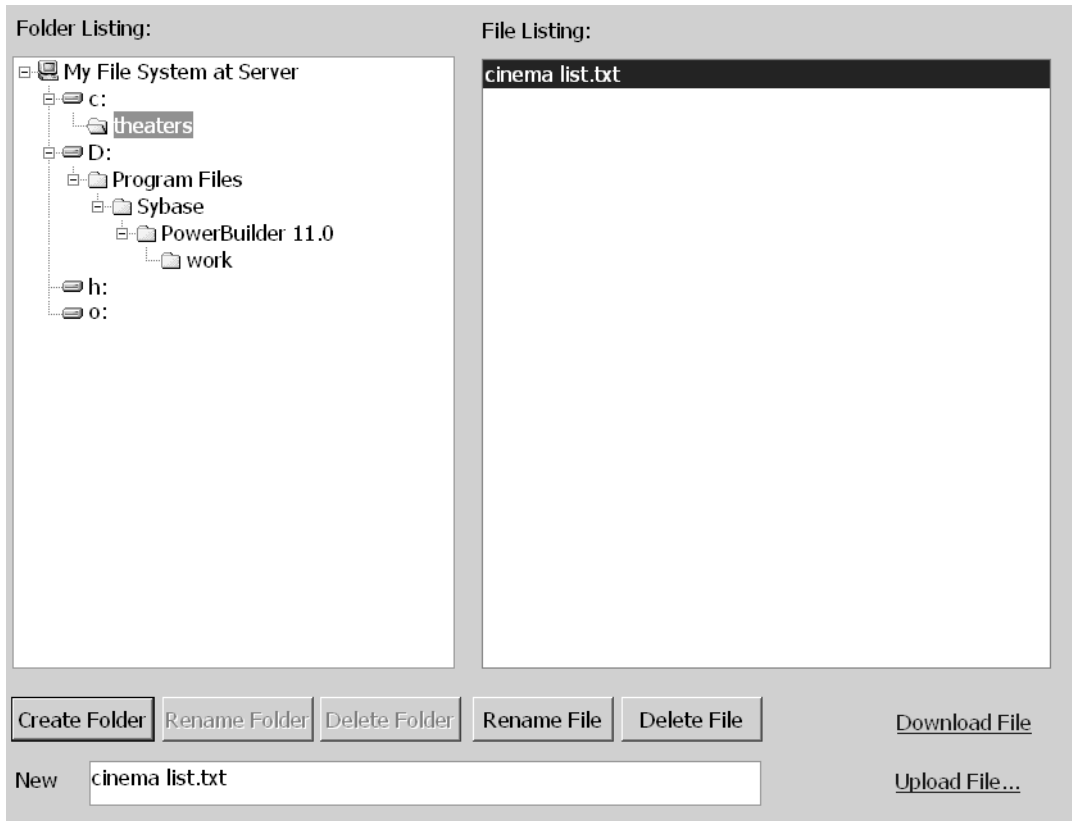 Folder Listing:
My File System at Server
c:
theaters
D:
Program Files
Sybase
PowerBuilder 11.0
work
h:
o:
File Listing:
cinema list.txt
Create Folder
Rename Folder
Delete Folder
Rename File
Delete File
Download File
New
cinema list.txt
Upload File...